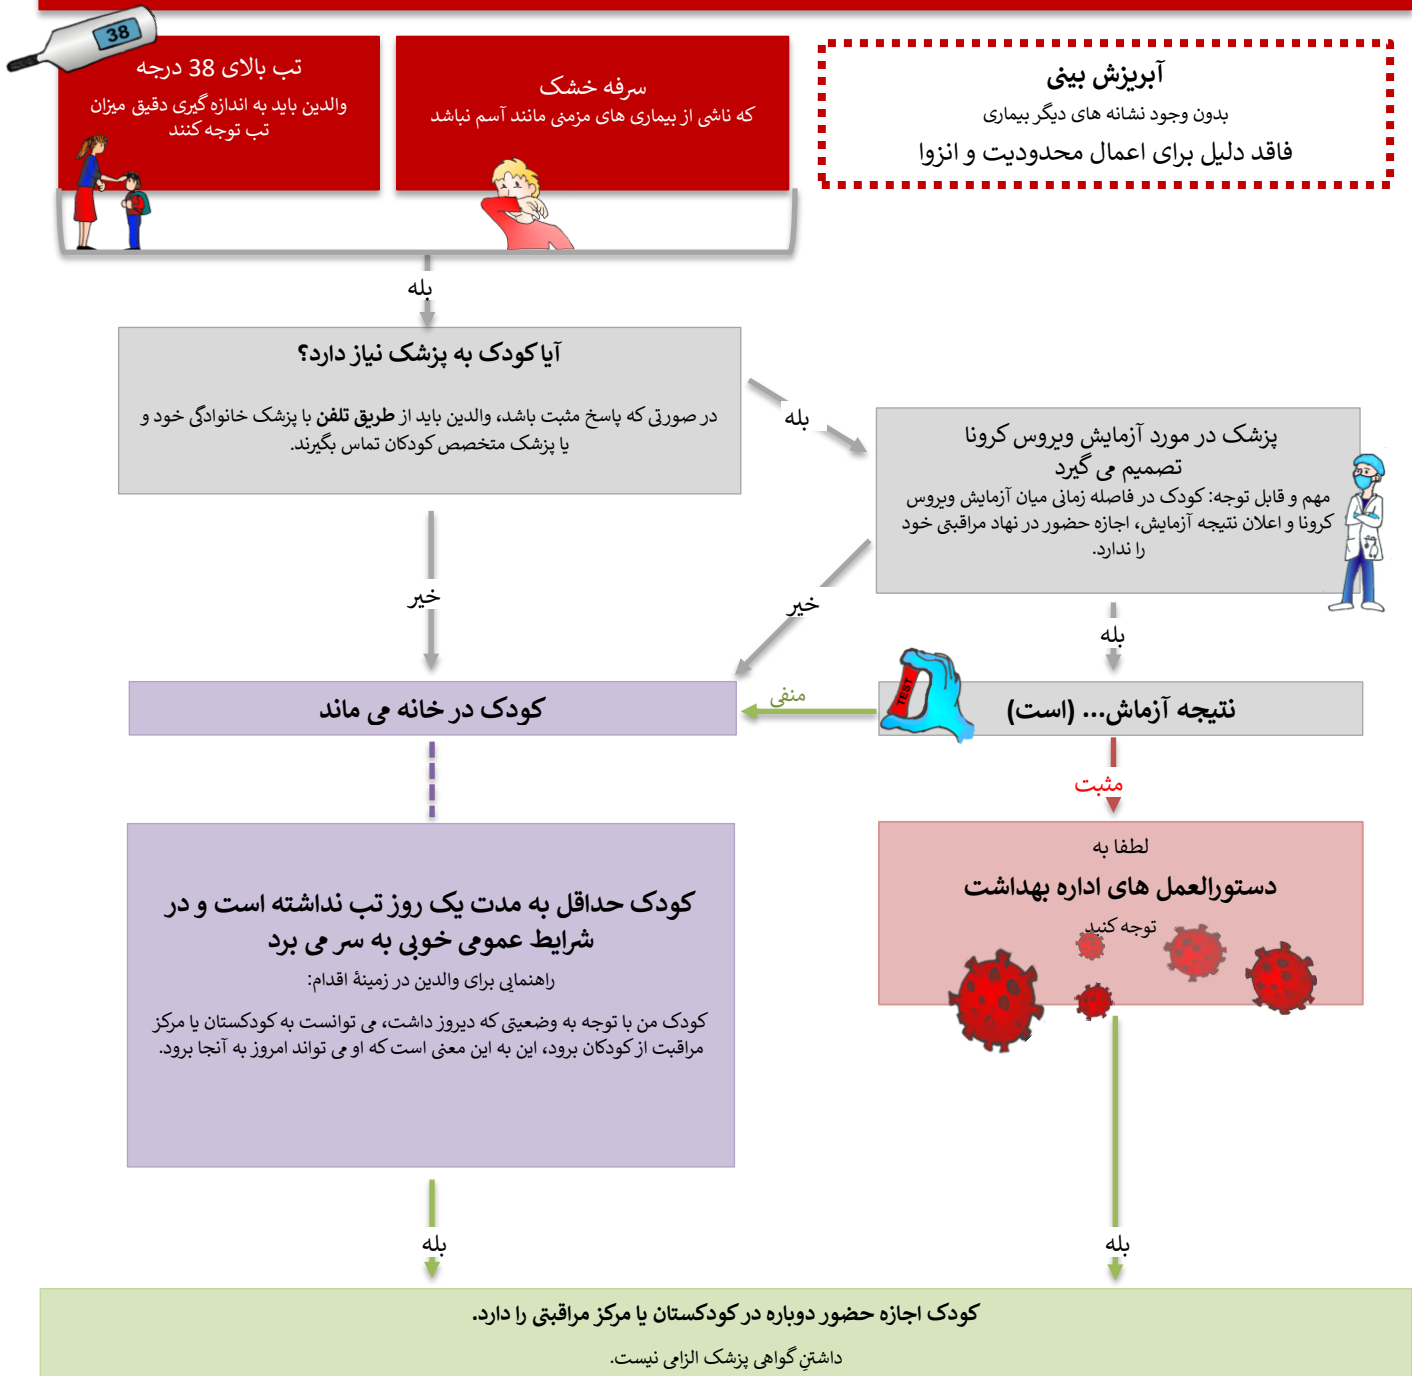 38
تب بالای 38 درجه
والدین باید به اندازه گیری دقیق میزان
تب توجه کنند
سرفه خشک
که ناشی از بیماری های مزمنی مانند آسم نباشد
آبریزش بینی
بدون وجود نشانه های دیگر بیماری
فاقد دلیل برای اعمال محدودیت و انزوا
بله
آیا کودک به پزشک نیاز دارد؟
در صورتی که پاسخ مثبت باشد، والدین باید از طریق تلفن با پزشک خانوادگی خود و
یا پزشک متخصص کودکان تماس بگیرند.
بله
پزشک در مورد آزمایش ویروس کرونا
تصمیم می گیرد
مهم و قابل توجه: کودک در فاصله زمانی میان آزمایش ویروس
کرونا و اعلان نتیجه آزمایش، اجازه حضور در نهاد مراقبتی خود
را ندارد.
خیر
خیر
بله
کودک در خانه می ماند
منفی
TEST
نتیجه آزماش... (است)
مثبت
لطفا به
دستورالعمل های اداره بهداشت
توجه کنید
کودک حداقل به مدت یک روز تب نداشته است و در
شرایط عمومی خوبی به سر می برد
راهنمایی برای والدین در زمینهٔ اقدام:
کودک من با توجه به وضعیتی که دیروز داشت، می توانست به کودکستان یا مرکز
مراقبت از کودکان برود، این به این معنی است که او می تواند امروز به آنجا برود.
بله
بله
کودک اجازه حضور دوباره در کودکستان یا مرکز مراقبتی را دارد.
داشتنِ گواهی پزشک الزامی نیست.